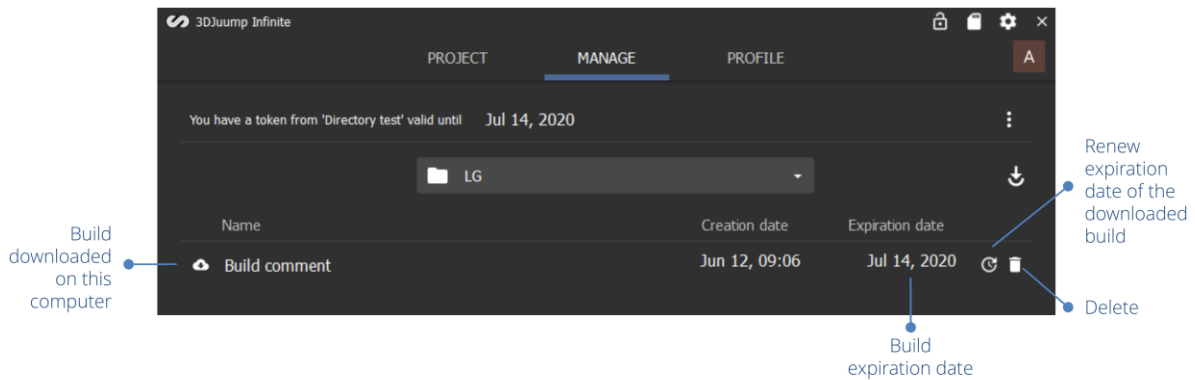 3DJuump Infinite
PROJECT MANAGE PROFILE A
You have a token from 'Directory test' valid until Jul 14, 2020
LG
Name Creation date Expiration date
Build comment Jun 12, 09:06 Jul 14, 2020
Build
downloaded
on this
computer
Renew
expiration
date of the
downloaded
build
Delete
Build
expiration date